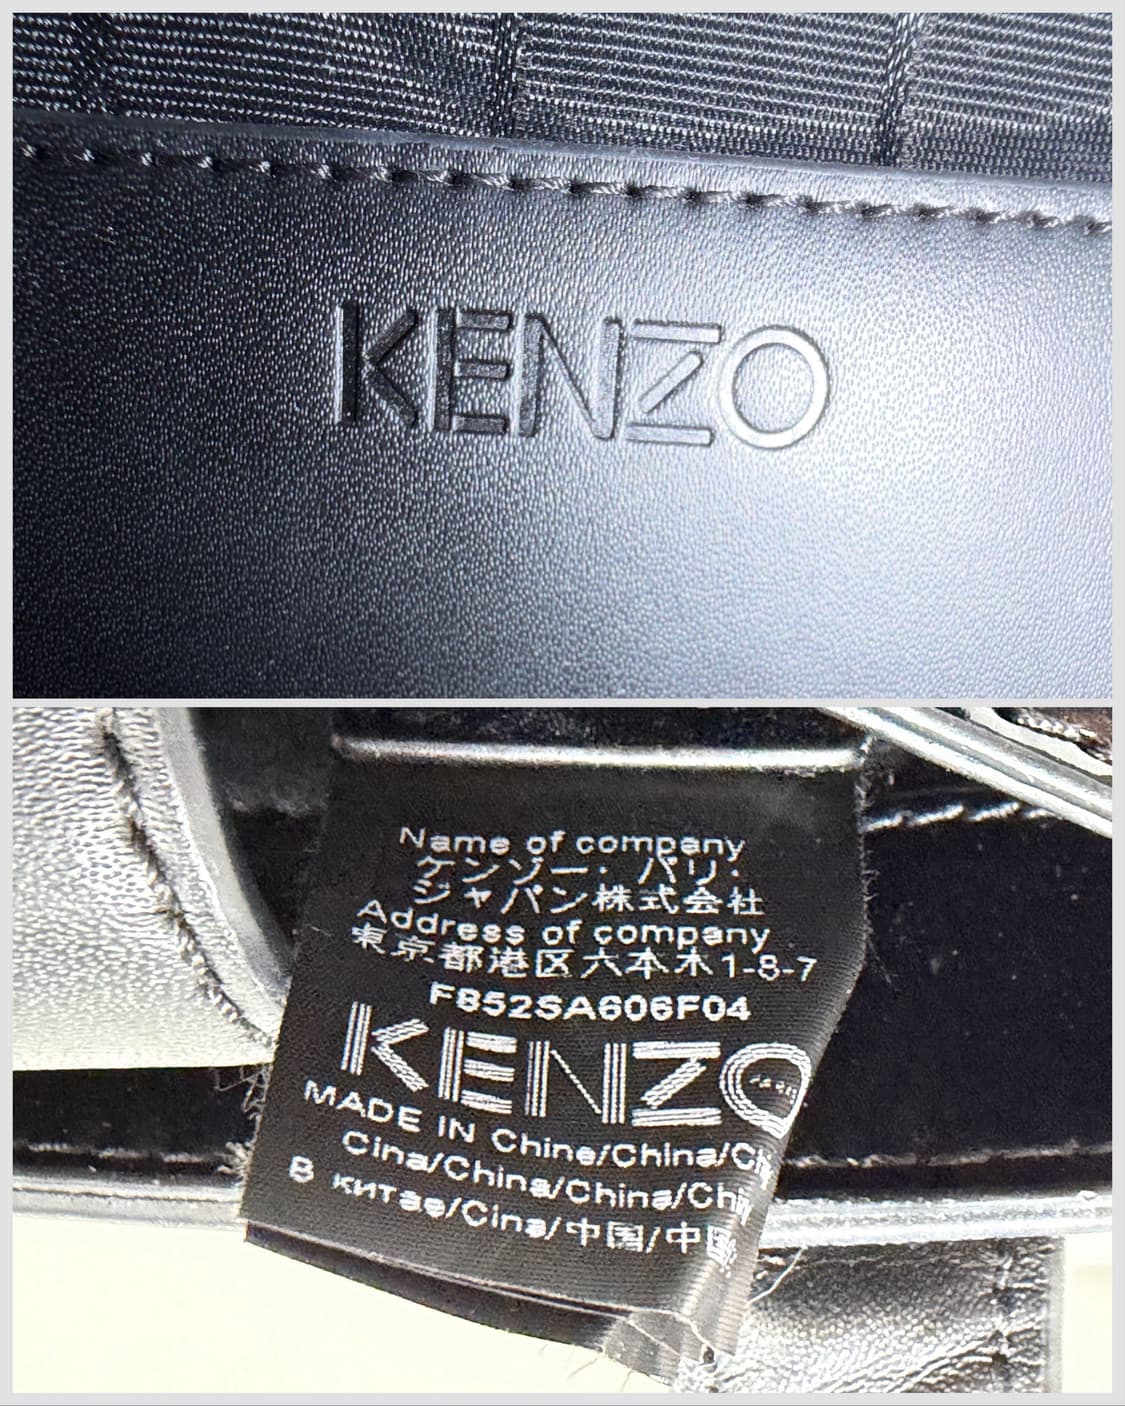 KENZO
Name of company
ケンゾー・パリ・
ジャパン株式会社
Address of company
東京都港区六本木1-8-7
F852SA606F04
KENZO
PARIS
MADE IN Chine/China/
Cina/China/China/
В китае/Cina/中国/中国